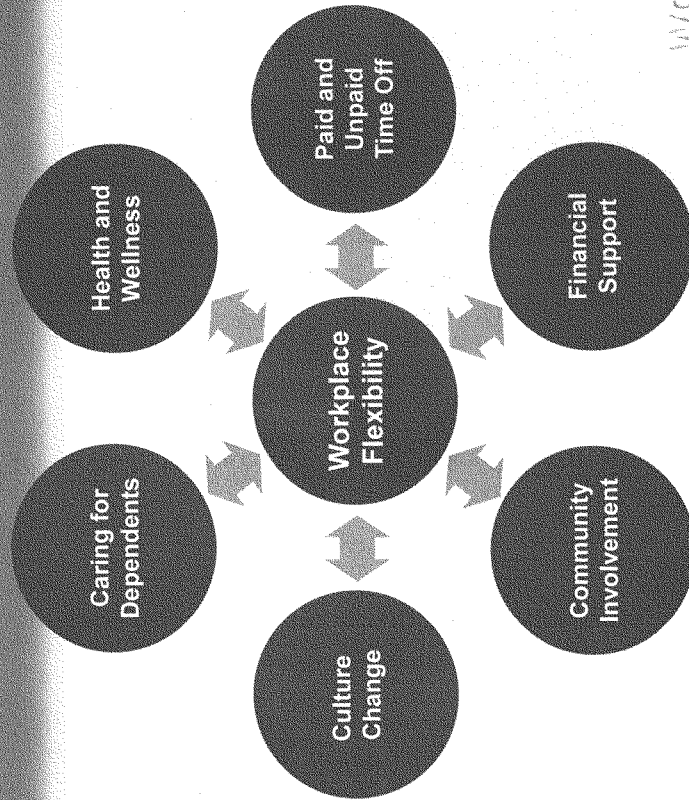 Caring for
Dependents
Health and
Wellness
Culture
Change
Workplace
Flexibility
Paid and
Unpaid
Time Off
Community
Involvement
Financial
Support